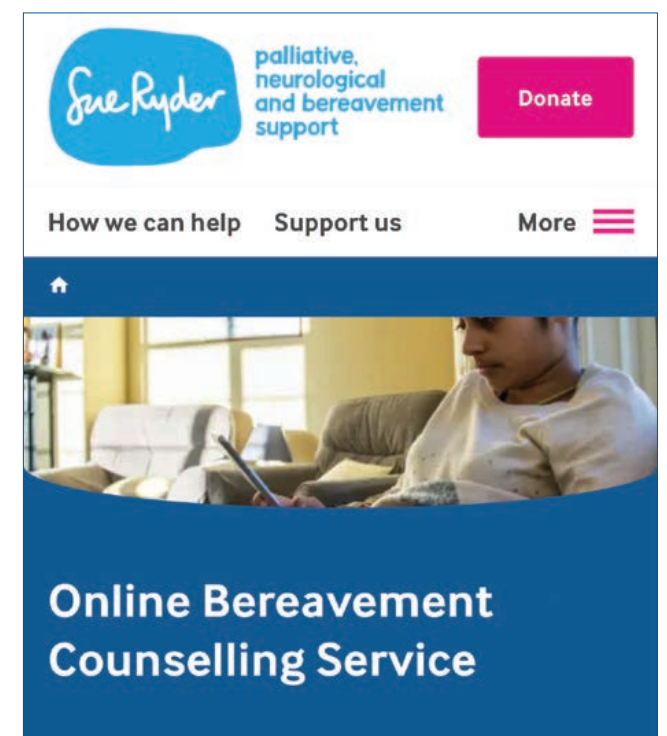 Sue Ryder
palliative,
neurological
and bereavement
support
Donate
How we can help
Support us
More
Online Bereavement
Counselling Service